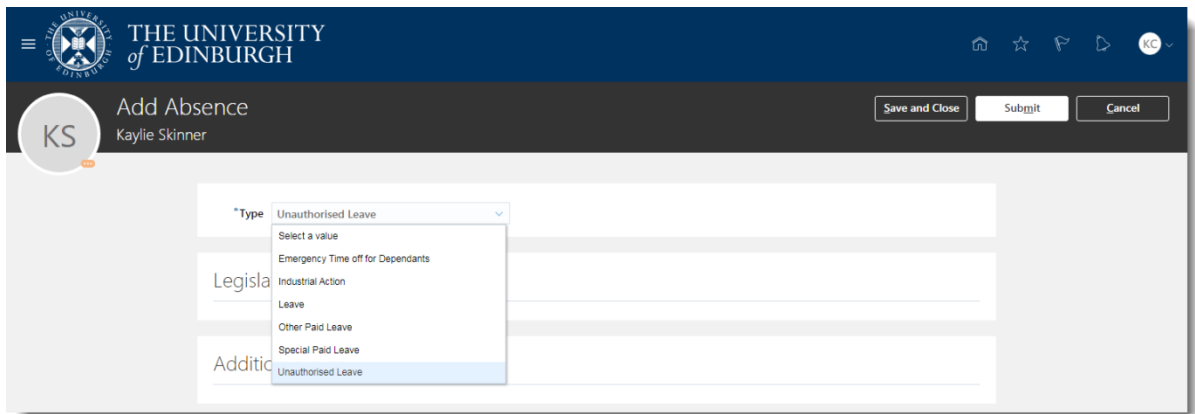 THE UNIVERSITY
of EDINBURGH
KC
Add Absence
Save and Close
Submit
Cancel
KS
Kaylie Skinner
*Type
Unauthorised Leave
Select a value
Emergency Time off for Dependants
Legisla
Industrial Action
Leave
Other Paid Leave
Special Paid Leave
Additic
Unauthorised Leave